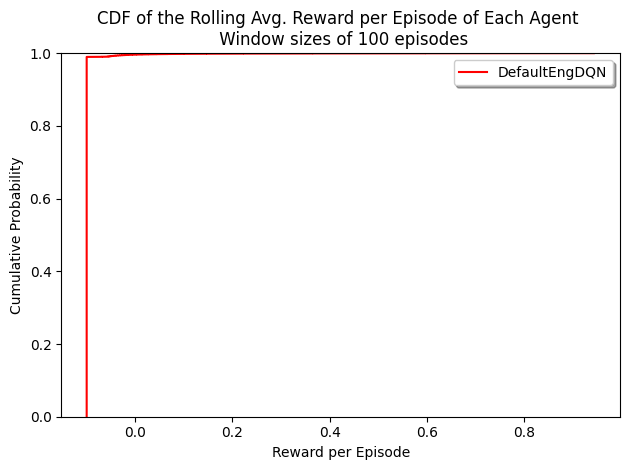 CDF of the Rolling Avg. Reward per Episode of Each Agent
Window sizes of 100 episodes
DefaultEngDQN
Cumulative Probability
1.0
0.8
0.6
0.4
0.2
0.0
0.0 0.2 0.4 0.6 0.8
Reward per Episode